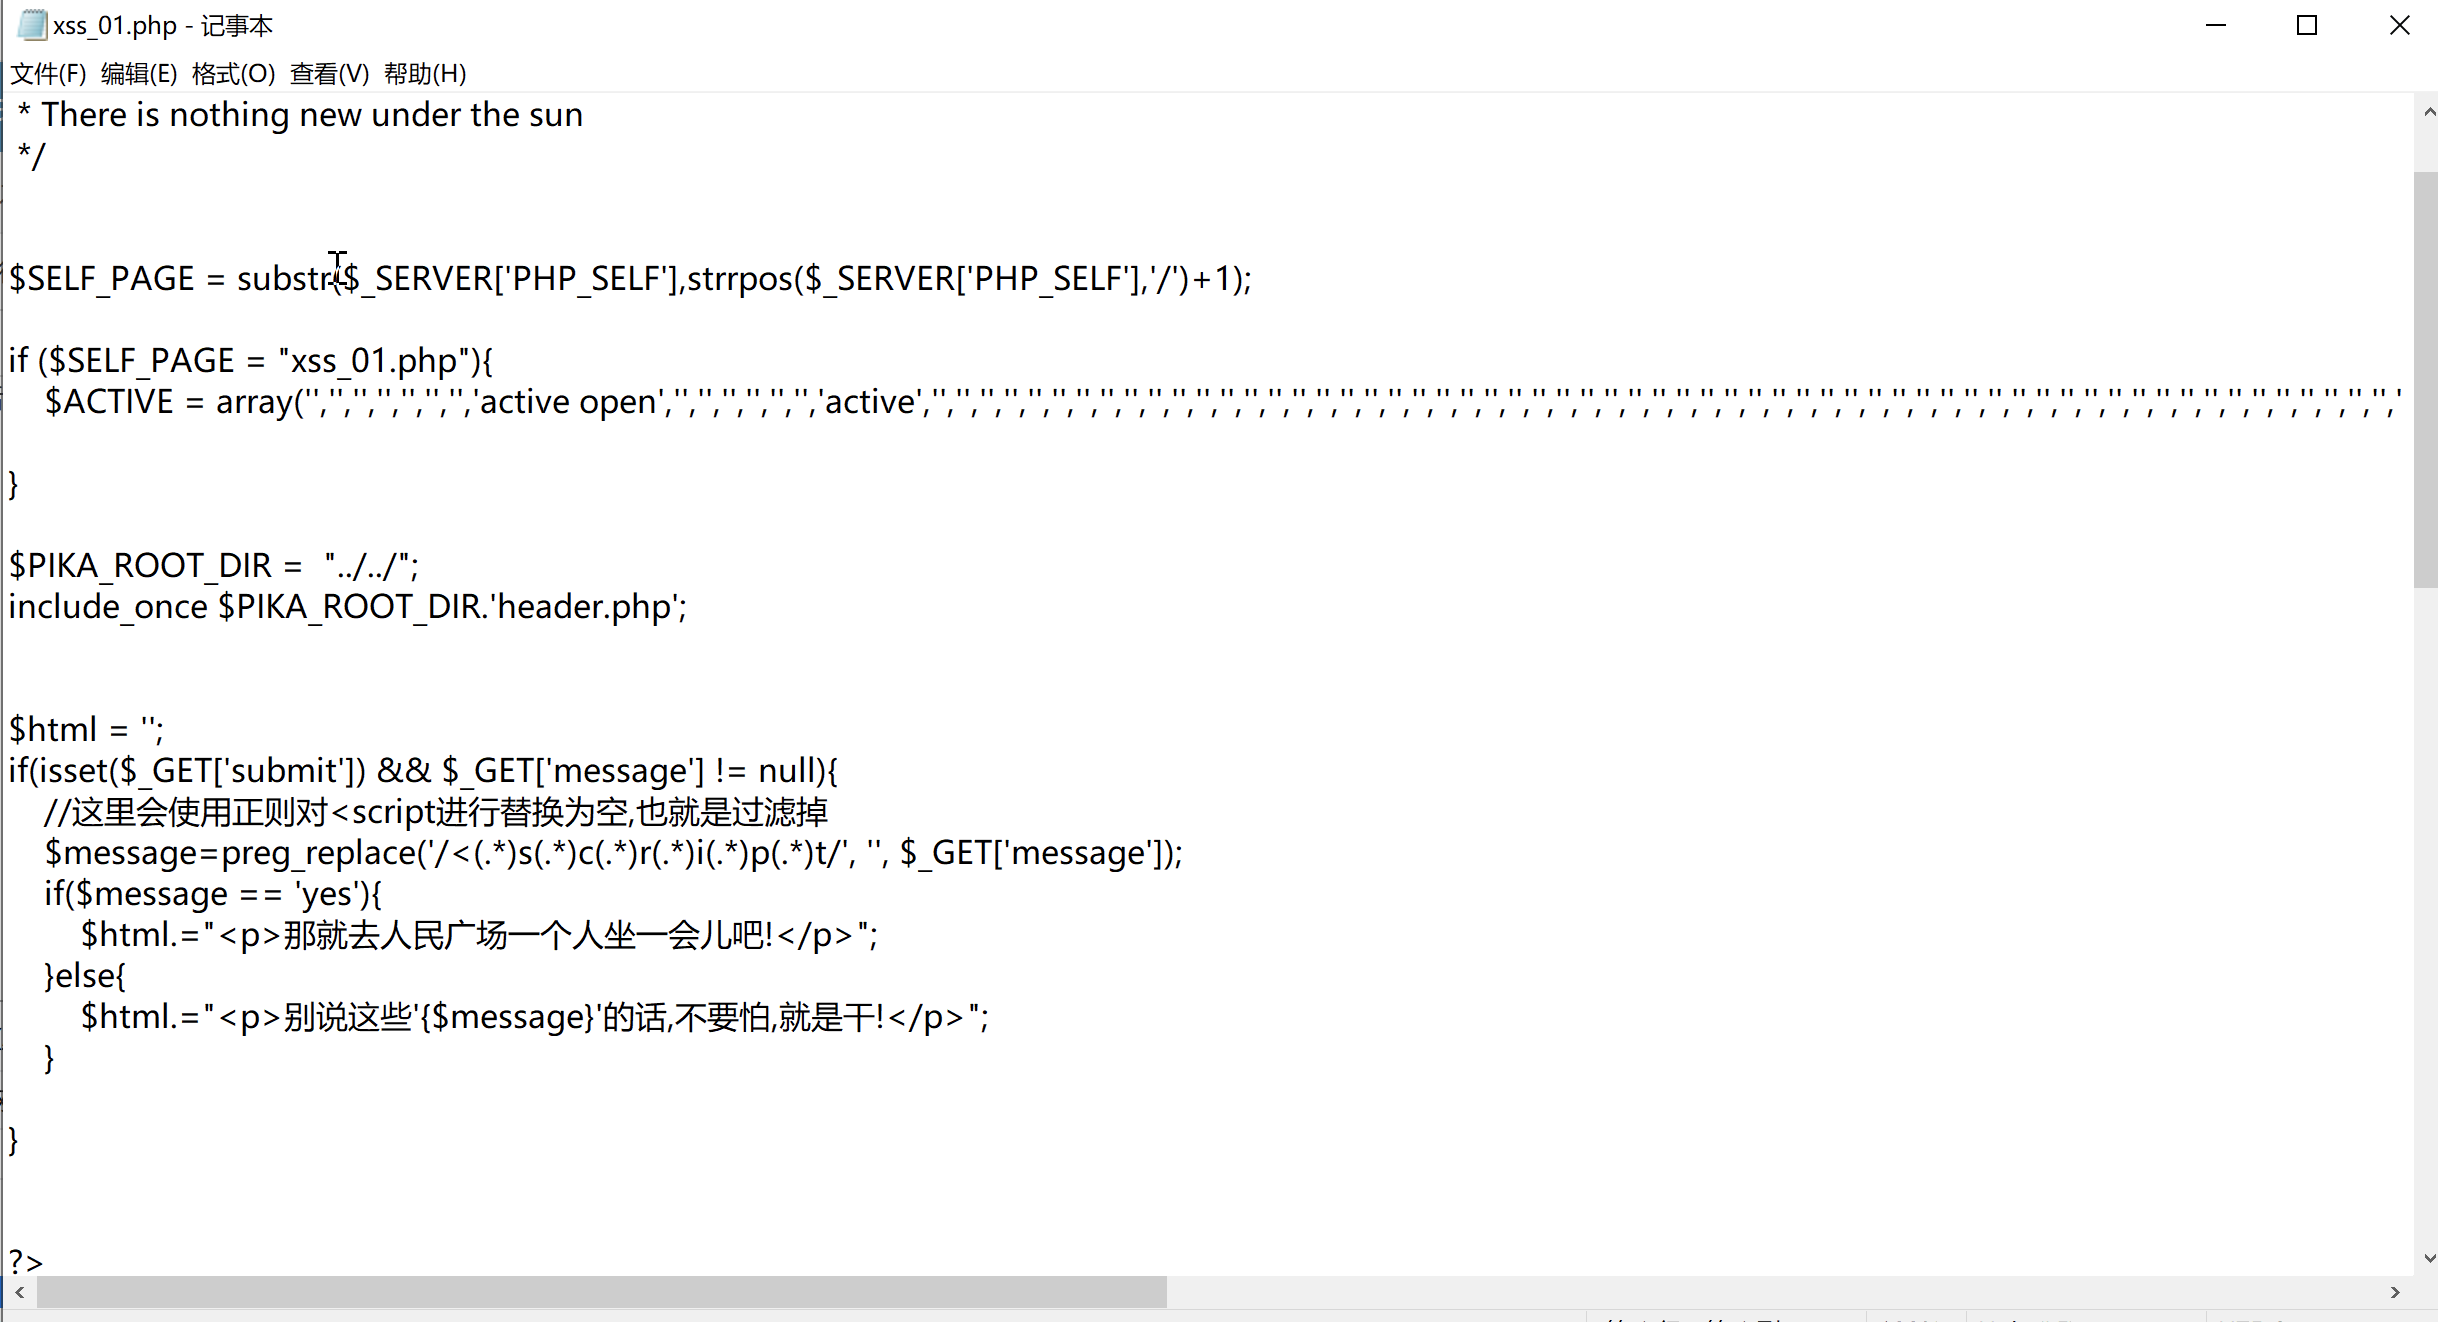 xss_01.php - 记事本
文件(F) 编辑(E) 格式(O) 查看(V) 帮助(H)
* There is nothing new under the sun
*/
$SELF_PAGE = substr($_SERVER['PHP_SELF'],strrpos($_SERVER['PHP_SELF'],'/')+1);
if ($SELF_PAGE = "xss_01.php"){
$ACTIVE = array('','','','','','','','active open','','','','','','','active','','','','','','','','','','','','','','','','','','','','','','','','','','','','','','','','','','','','','','','','','','','','','','','','','','','','','','','','','','','','','
}
$PIKA_ROOT_DIR =  "../../";
include_once $PIKA_ROOT_DIR.'header.php';
$html = '';
if(isset($_GET['submit']) && $_GET['message'] != null){
//这里会使用正则对<script进行替换为空,也就是过滤掉
$message=preg_replace('/<(.*)s(.*)c(.*)r(.*)i(.*)p(.*)t/', '', $_GET['message']);
if($message == 'yes'){
$html.="<p>那就去人民广场一个人坐一会儿吧!</p>";
}else{
$html.="<p>别说这些'{$message}'的话,不要怕,就是干!</p>";
}
}
?>